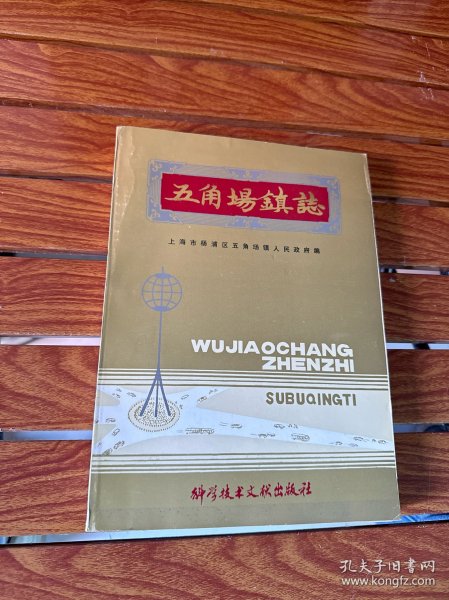 五角場鎮誌
上海市杨浦区五角场镇人民政府编
WUJIAOCHANG
ZHENZHI
SUBUQINGTI
科学技术文献出版社
孔夫子旧书网
www.kongfz.com